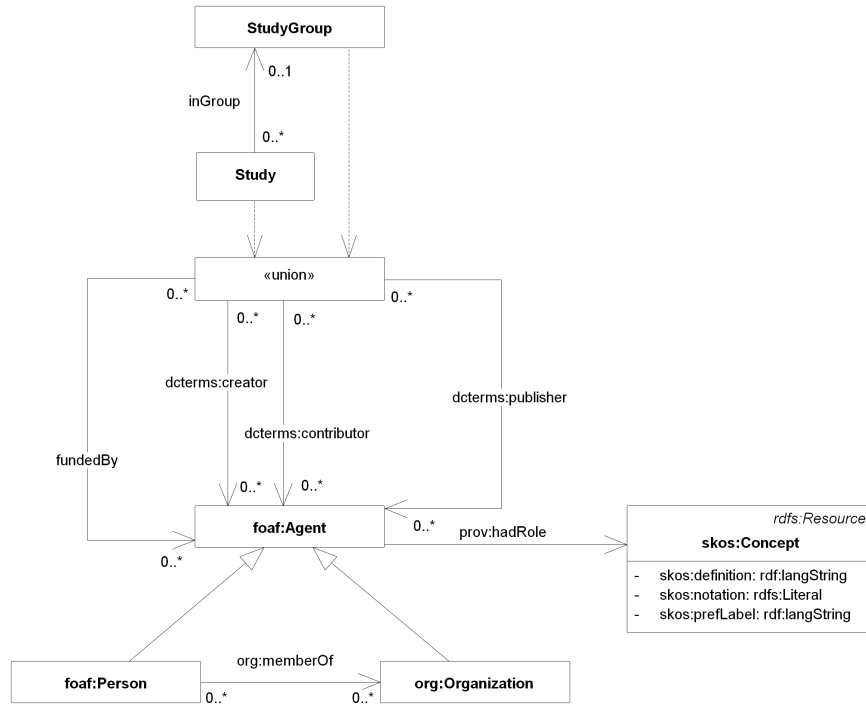 StudyGroup
0..1
inGroup
0..*
Study
«union»
0..*
0..*
0..*
0..*
dcterms:creator
dcterms:publisher
dcterms:contributor
fundedBy
0..*
0..*
foaf:Agent
0..*
prov:hadRole
0..*
rdfs:Resource
skos:Concept
- skos:definition: rdf:langString
- skos:notation: rdfs:Literal
- skos:prefLabel: rdf:langString
org:memberOf
foaf:Person
org:Organization
0..*
0..*